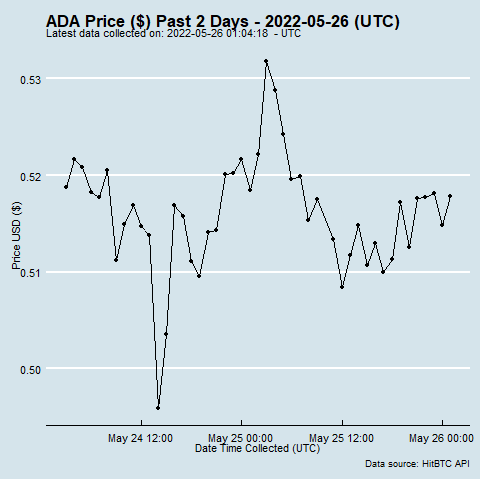 ADA Price ($) Past 2 Days - 2022-05-26 (UTC)
Latest data collected on: 2022-05-26 01:04:18  - UTC
0.53
0.52
0.51
0.50
Price USD ($)
May 24 12:00
May 25 00:00
May 25 12:00
May 26 00:00
Date Time Collected (UTC)
Data source: HitBTC API